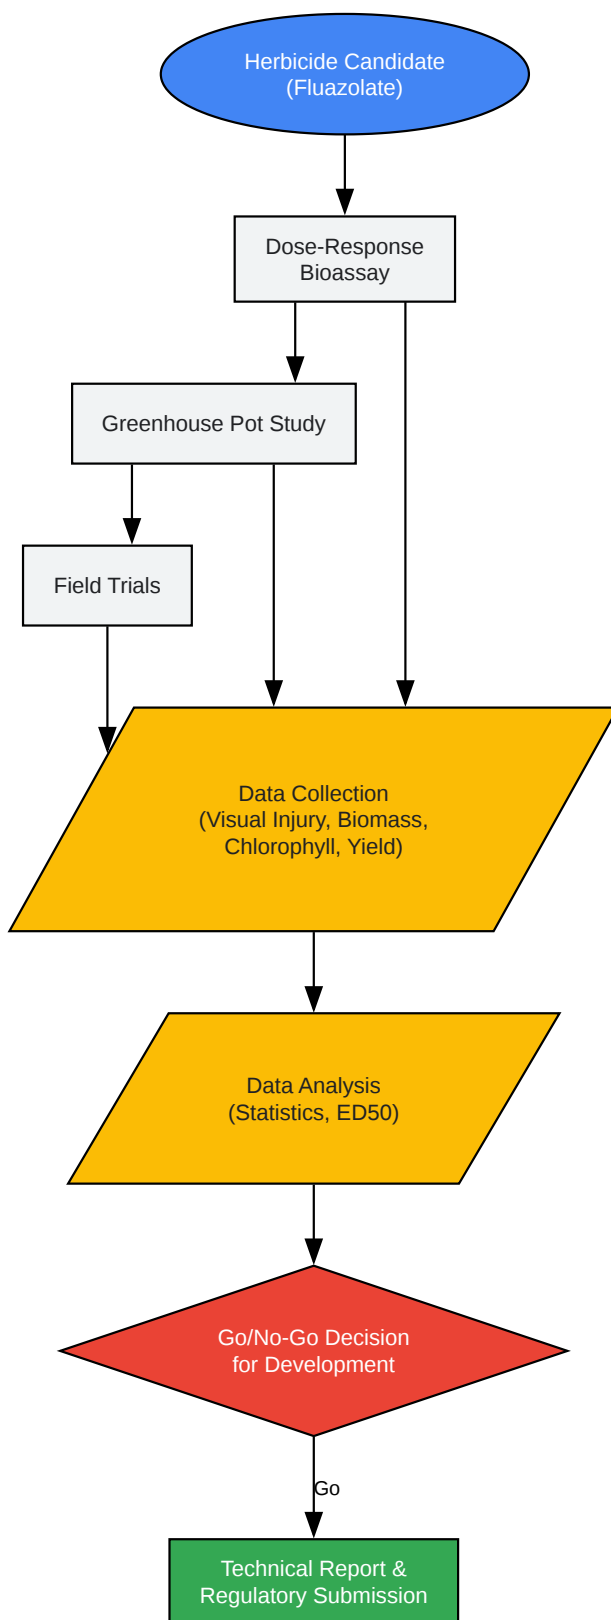 Herbicide Candidate
(Fluazolate)
Dose-Response
Bioassay
Greenhouse Pot Study
Field Trials
Data Collection
(Visual Injury, Biomass,
Chlorophyll, Yield)
Data Analysis
(Statistics, ED50)
Go/No-Go Decision
for Development
Go
Technical Report &
Regulatory Submission